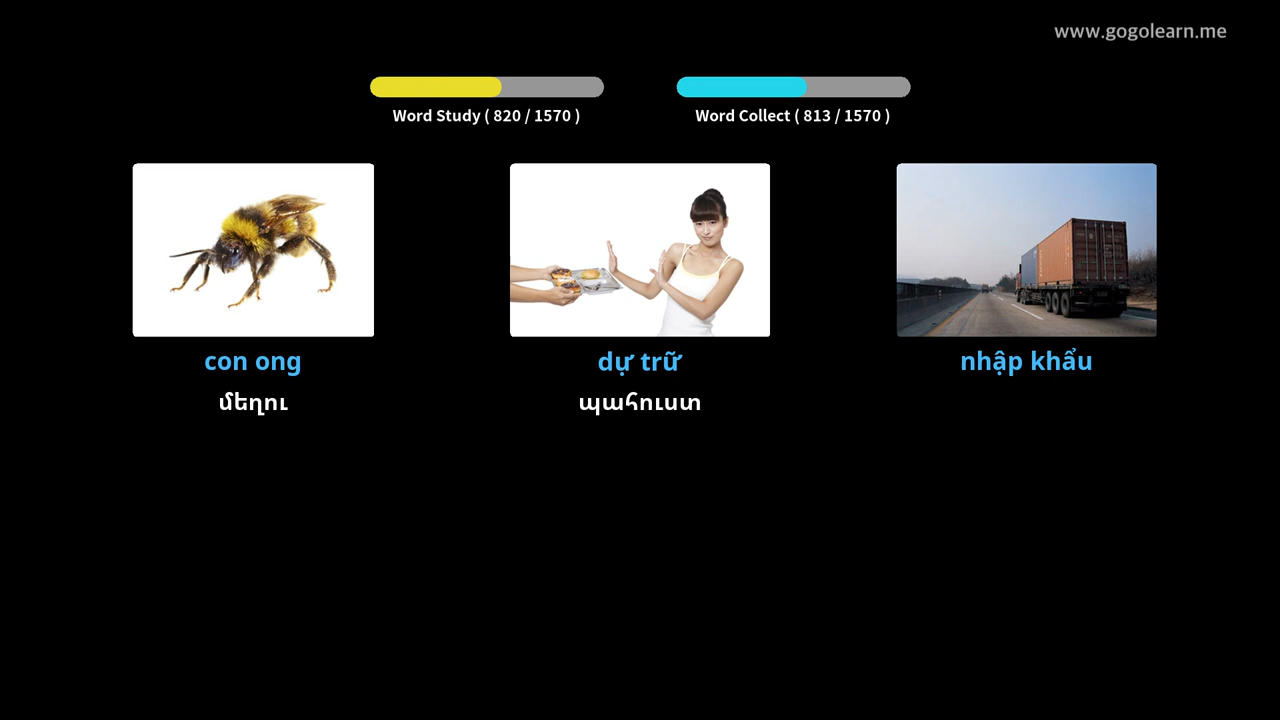 www.gogolearn.me
Word Study ( 820 / 1570 )
Word Collect ( 813 / 1570 )
con ong
dự trữ
nhập khẩu
մեղու
պահուստ